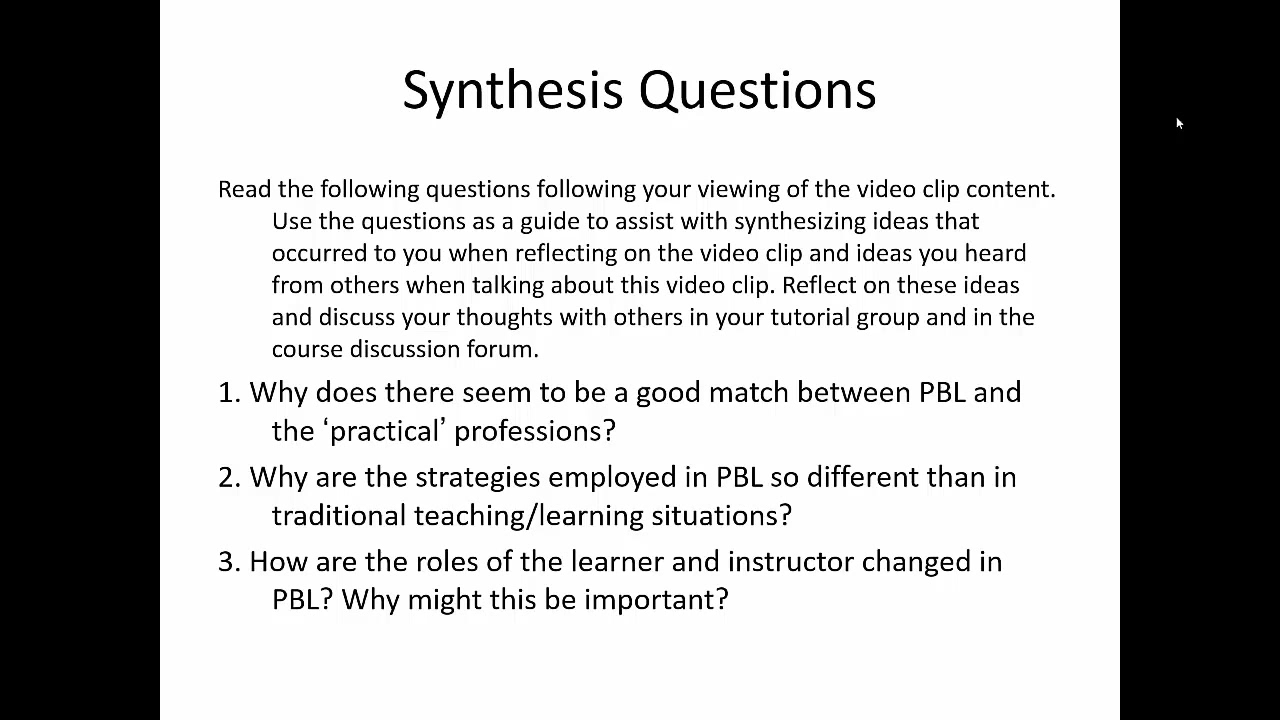 Synthesis Questions
Read the following questions following your viewing of the video clip content.
Use the questions as a guide to assist with synthesizing ideas that
occurred to you when reflecting on the video clip and ideas you heard
from others when talking about this video clip. Reflect on these ideas
and discuss your thoughts with others in your tutorial group and in the
course discussion forum.
1. Why does there seem to be a good match between PBL and
the ‘practical’ professions?
2. Why are the strategies employed in PBL so different than in
traditional teaching/learning situations?
3. How are the roles of the learner and instructor changed in
PBL? Why might this be important?